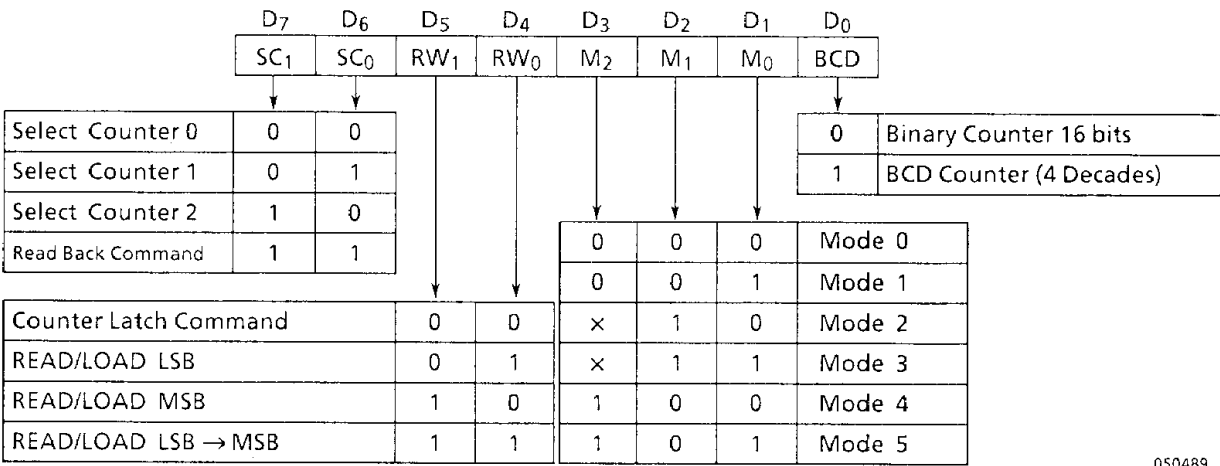 D7 D6 D5 D4 D3 D2 D1 D0
SC1 SC0 RW1 RW0 M2 M1 M0 BCD
Select Counter 0 0 0
Select Counter 1 0 1
Select Counter 2 1 0
Read Back Command 1 1
0 Binary Counter 16 bits
1 BCD Counter (4 Decades)
0 0 0 Mode 0
0 0 1 Mode 1
× 1 0 Mode 2
× 1 1 Mode 3
1 0 0 Mode 4
1 0 1 Mode 5
Counter Latch Command 0 0
READ/LOAD LSB 0 1
READ/LOAD MSB 1 0
READ/LOAD LSB → MSB 1 1
050489